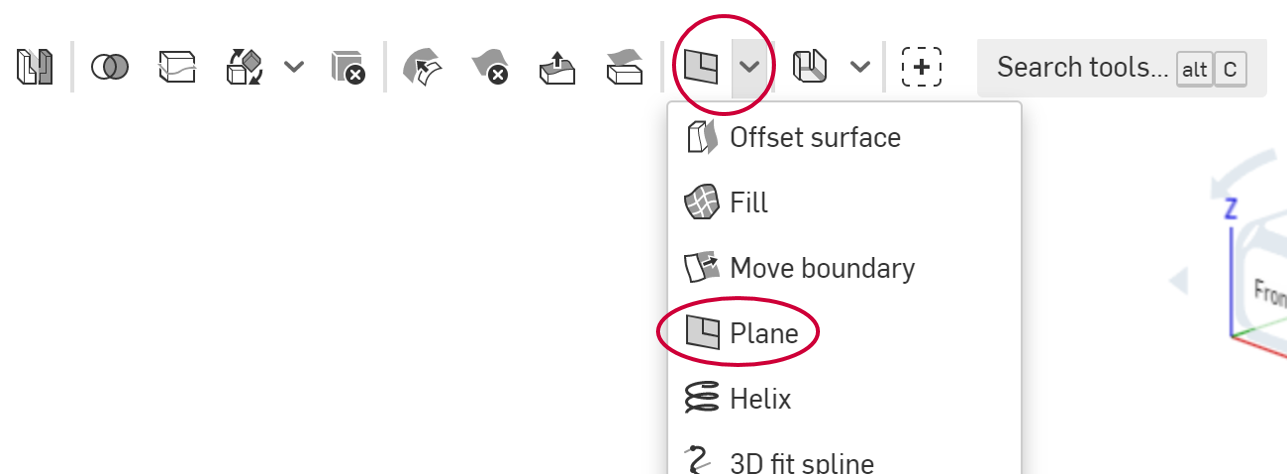 Search tools... alt C
Offset surface
Fill
Move boundary
Plane
Helix
3D fit spline
Z